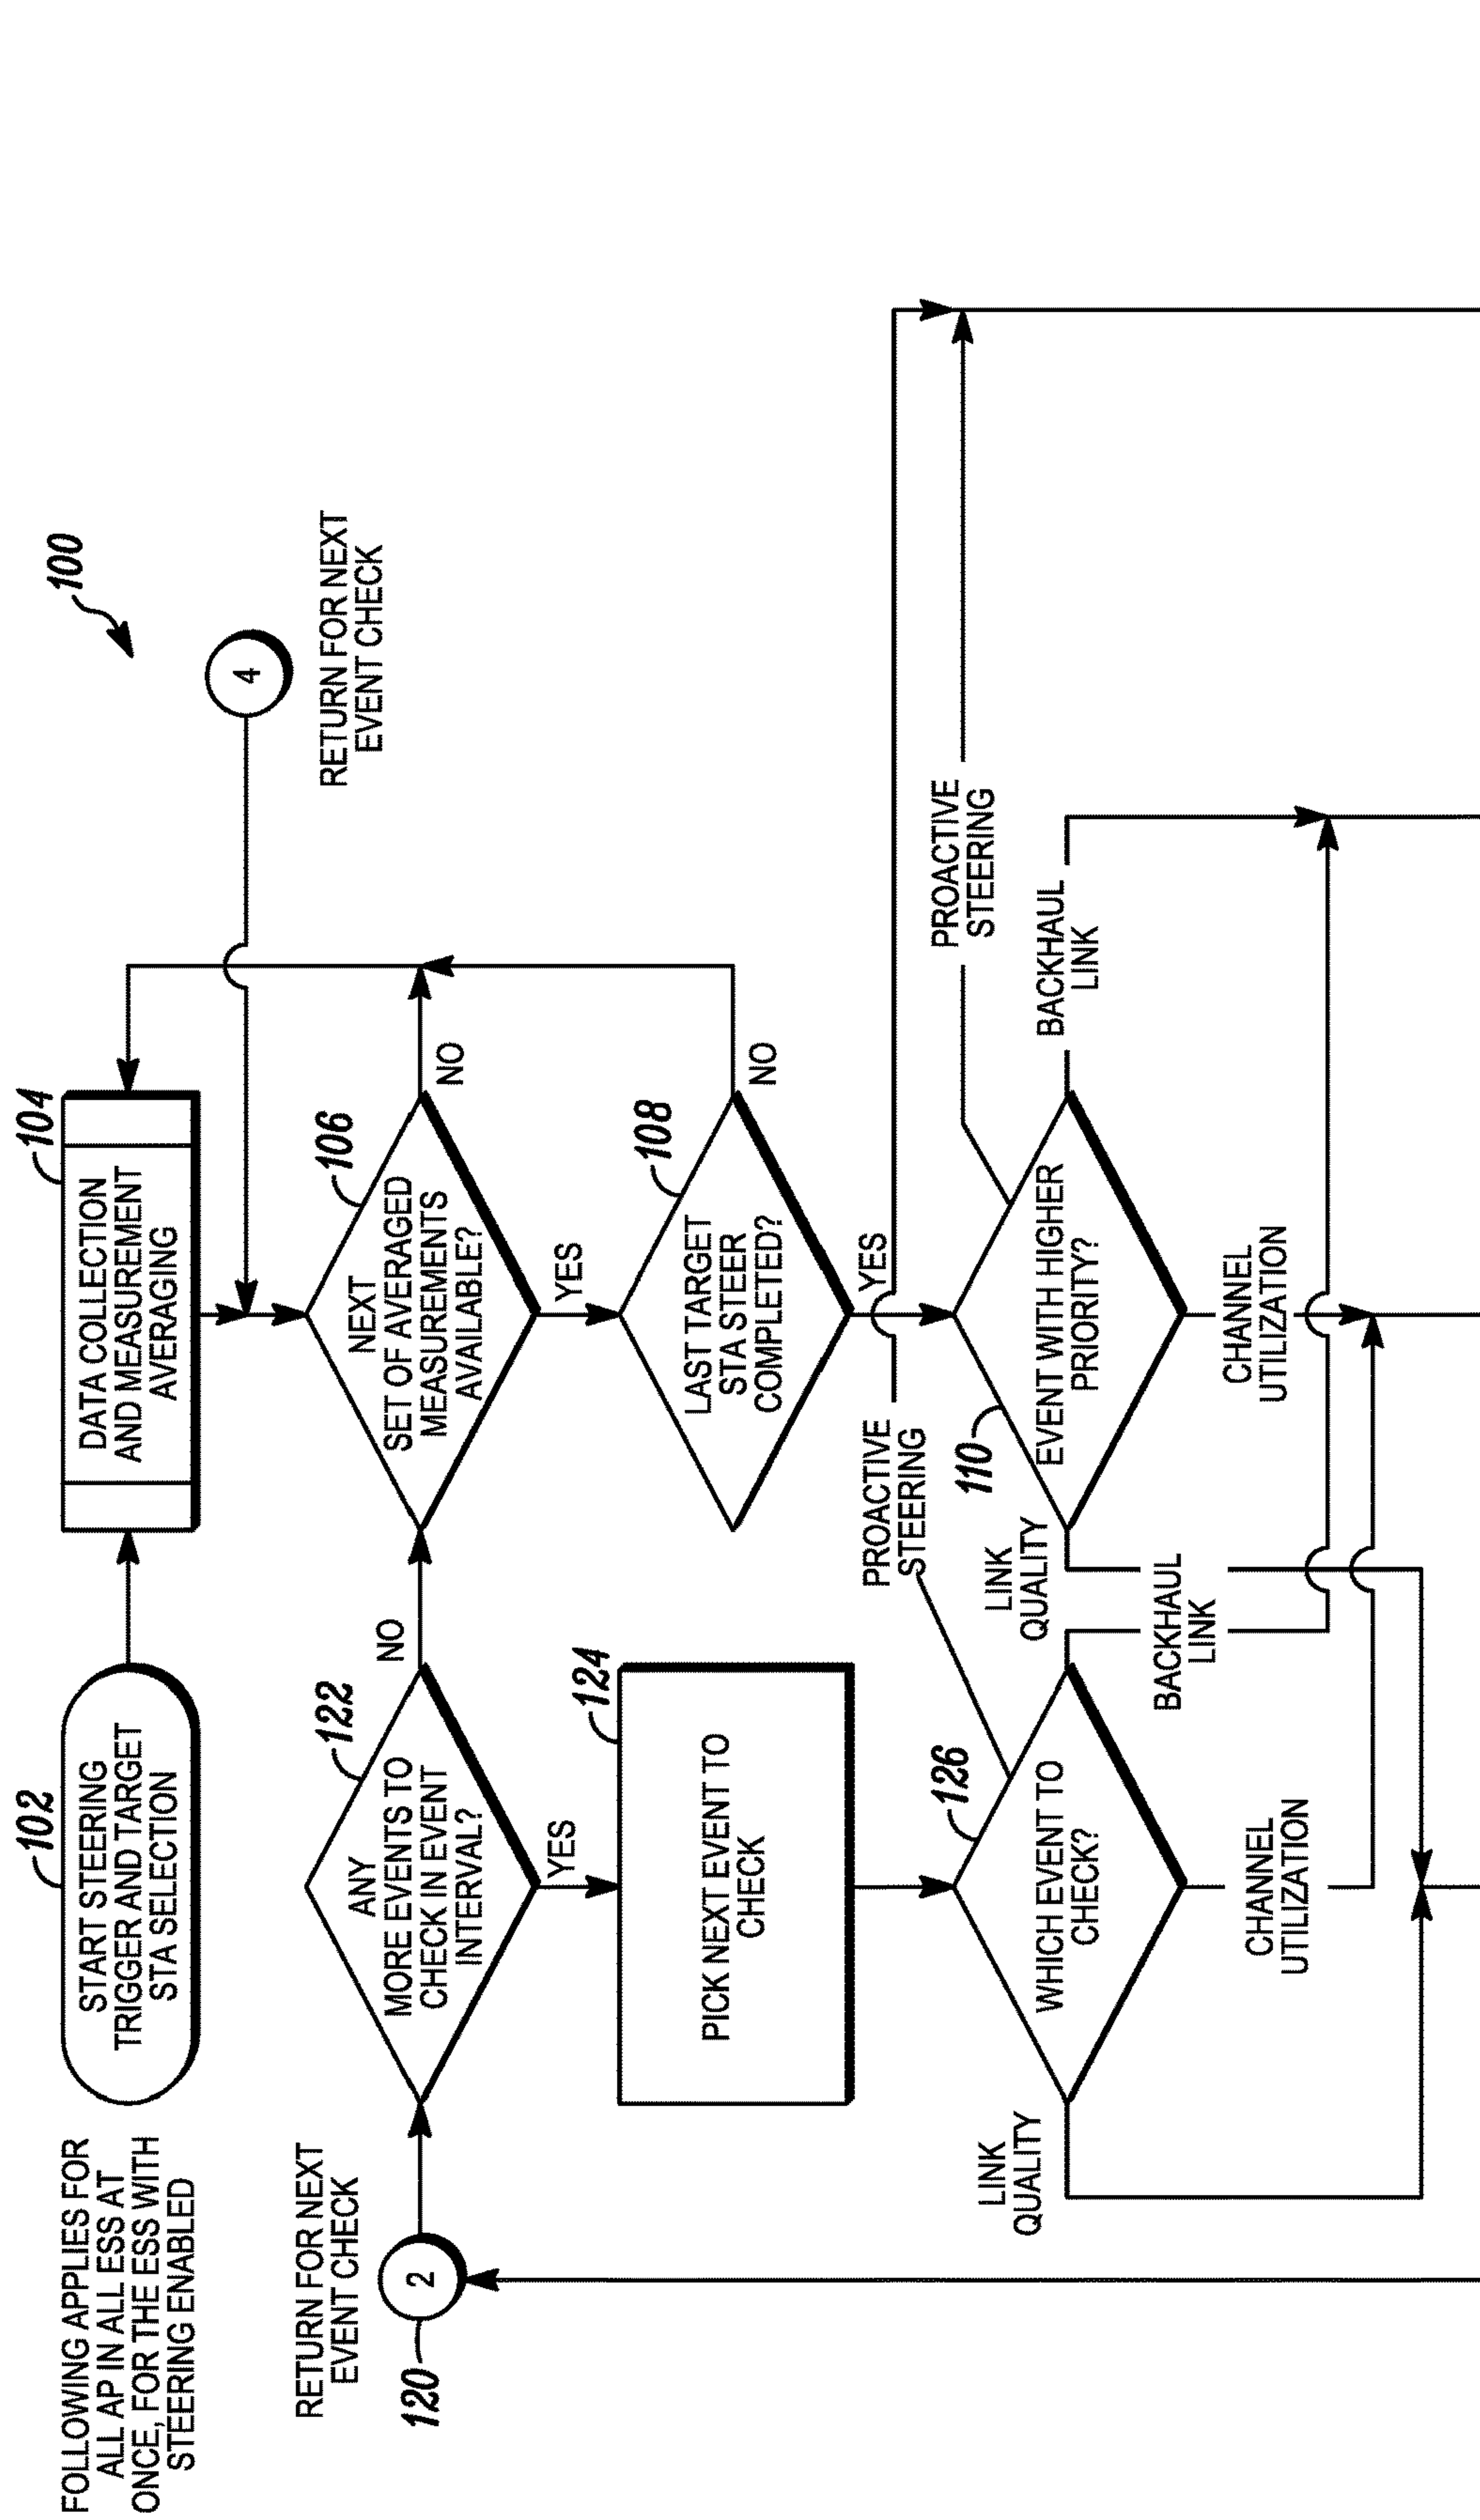 FOLLOWING APPLIES FOR
ALL AP IN ALL ESS AT
ONCE, FOR THE ESS WITH
STEERING ENABLED
102
START STEERING
TRIGGER AND TARGET
STA SELECTION
104
DATA COLLECTION
AND MEASUREMENT
AVERAGING
100
4
RETURN FOR NEXT
EVENT CHECK
RETURN FOR NEXT
EVENT CHECK
2
120
122
ANY
MORE EVENTS TO
CHECK IN EVENT
INTERVAL?
NO
YES
106
NEXT
SET OF AVERAGED
MEASUREMENTS
AVAILABLE?
NO
YES
124
PICK NEXT EVENT TO
CHECK
108
LAST TARGET
STA STEER
COMPLETED?
NO
YES
PROACTIVE
STEERING
PROACTIVE
STEERING
126
WHICH EVENT TO
CHECK?
LINK
QUALITY
BACKHAUL
LINK
CHANNEL
UTILIZATION
110
EVENT WITH HIGHER
PRIORITY?
LINK
QUALITY
BACKHAUL
LINK
CHANNEL
UTILIZATION